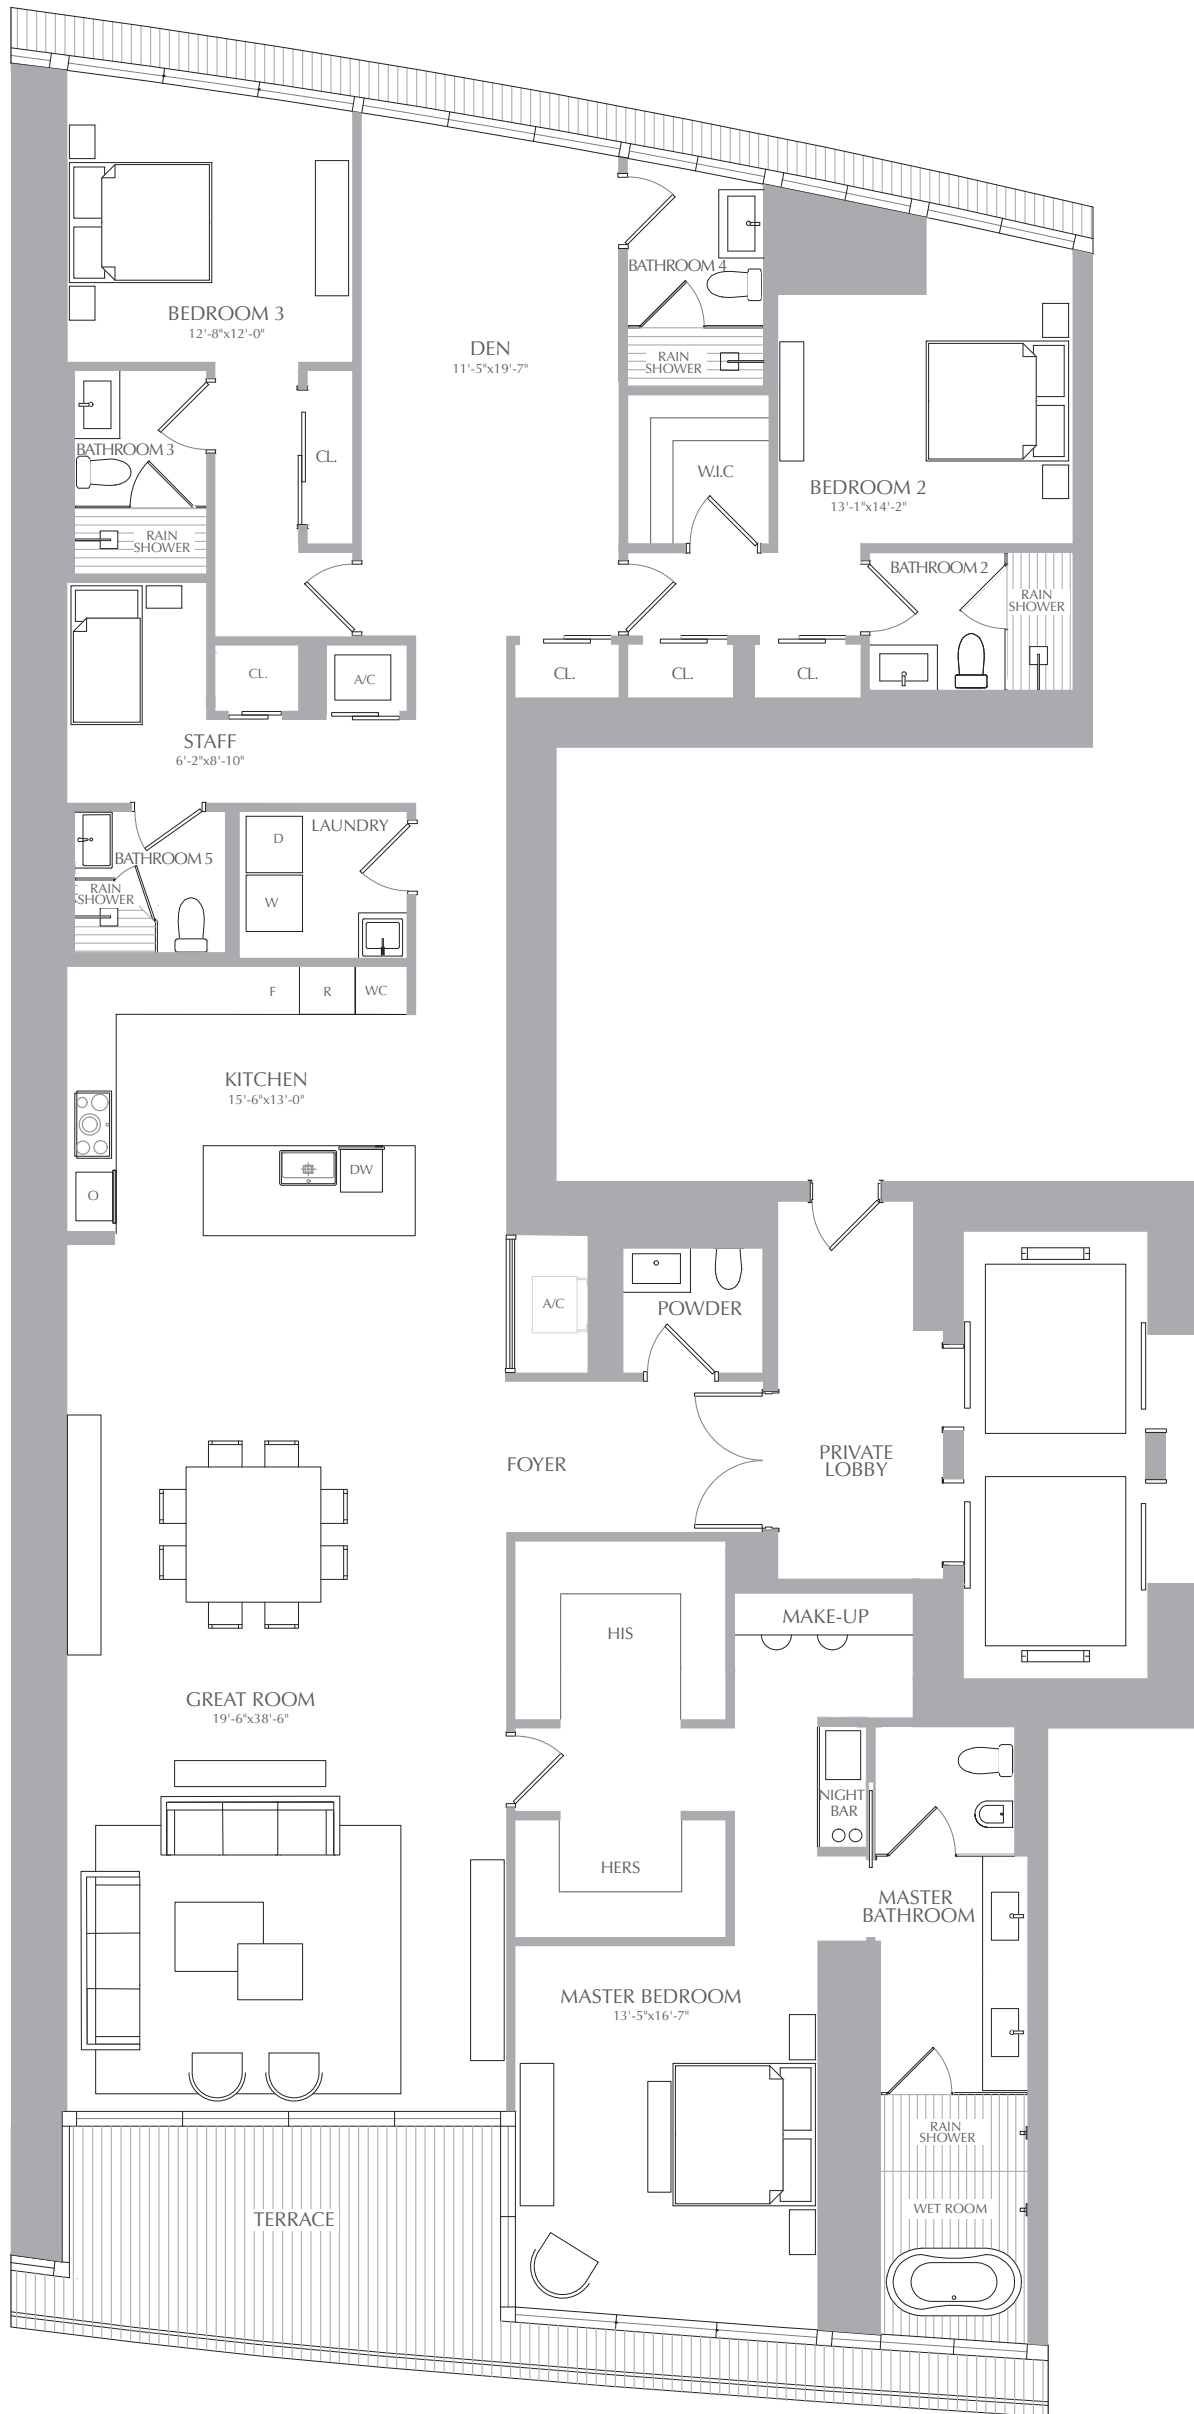 BATHROOM 4
BEDROOM 3
12'-8"x12'-0"
DEN
11'-5"x19'-7"
RAIN
SHOWER
BATHROOM 3
CL.
W.I.C
BEDROOM 2
13'-1"x14'-2"
RAIN
SHOWER
BATHROOM 2
RAIN
SHOWER
CL.
A/C
CL.
CL.
CL.
STAFF
6'-2"x8'-10"
LAUNDRY
D
BATHROOM 5
RAIN
SHOWER
W
F
R
WC
KITCHEN
15'-6"x13'-0"
DW
O
A/C
POWDER
FOYER
PRIVATE
LOBBY
MAKE-UP
HIS
GREAT ROOM
19'-6"x38'-6"
NIGHT
BAR
HERS
MASTER
BATHROOM
MASTER BEDROOM
13'-5"x16'-7"
RAIN
SHOWER
WET ROOM
TERRACE